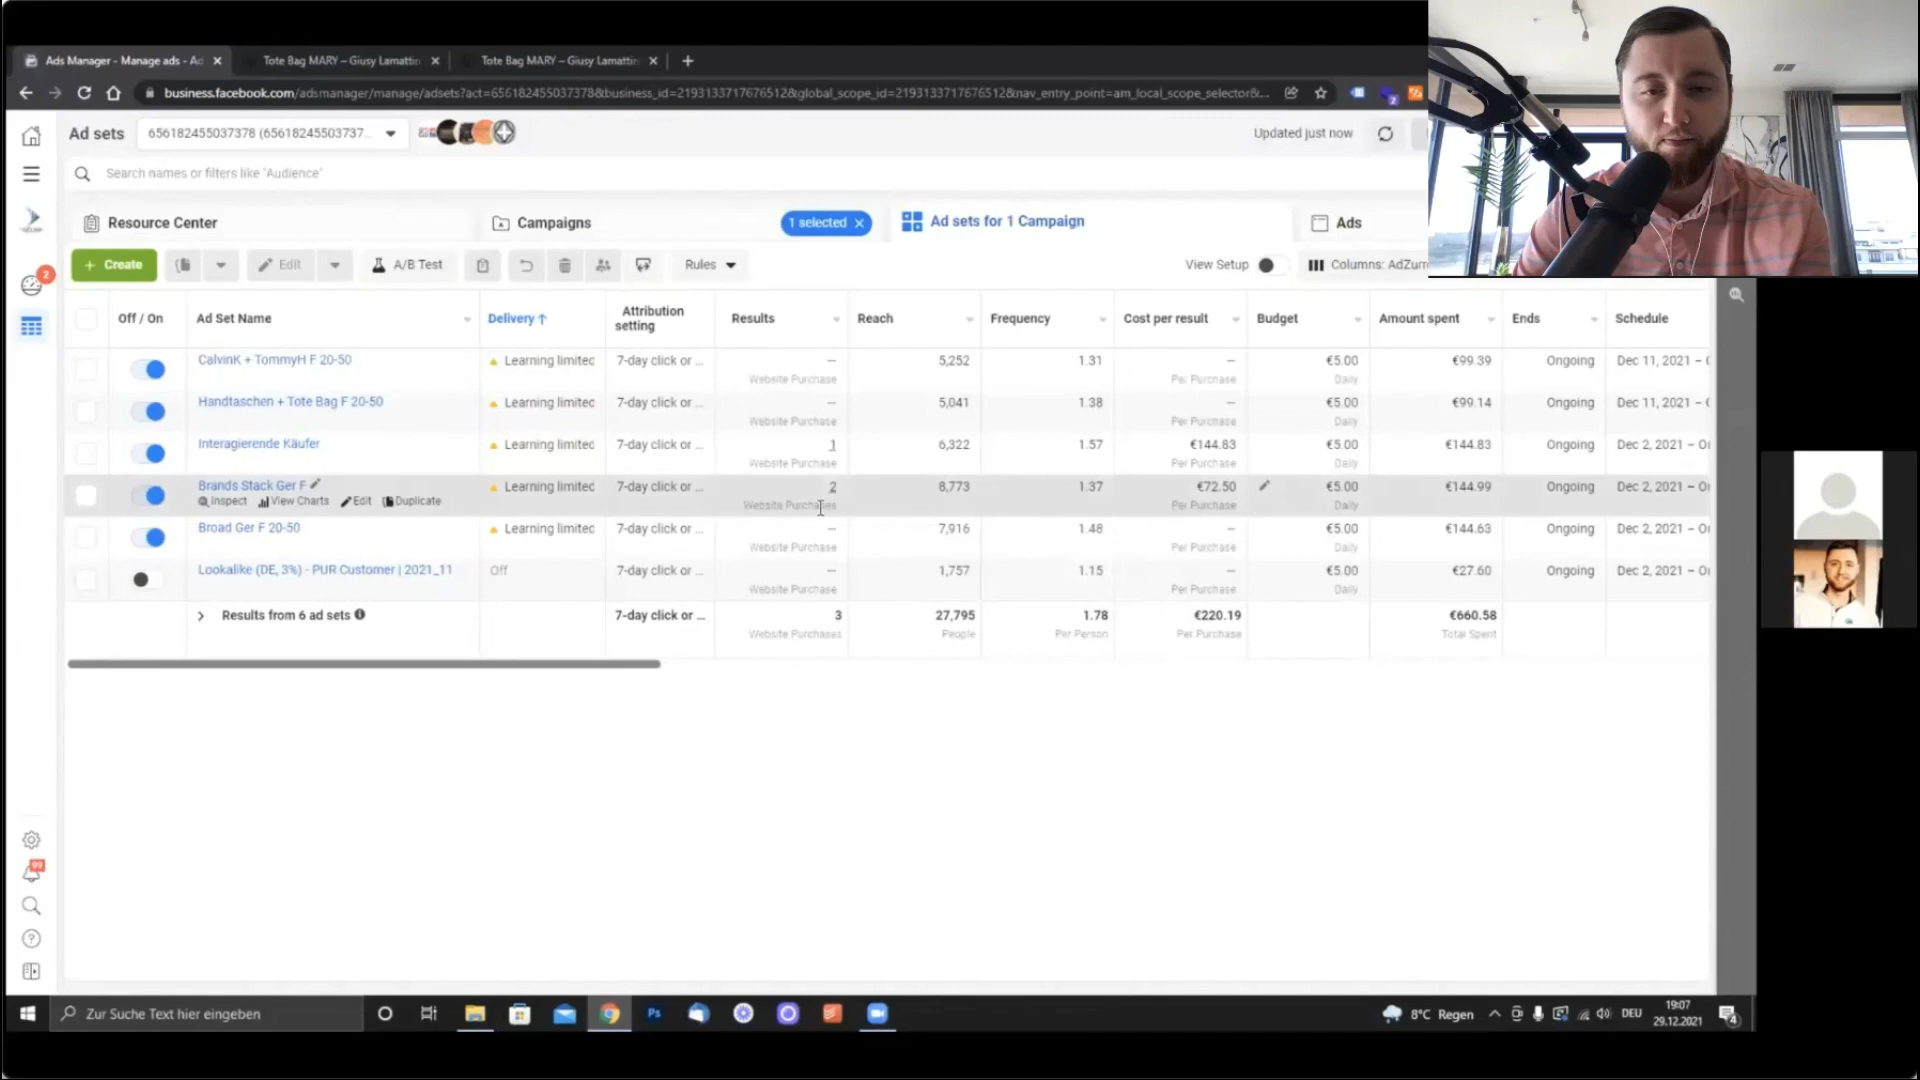 Ads Manager - Manage ads - Ad
Tote Bag MARY – Giusy Lamattin
Tote Bag MARY – Giusy Lamattin
business.facebook.com/adsmanager/manage/adsets?act=656182455037378&business_id=2193133717676512&global_scope_id=2193133717676512&nav_entry_point=am_local_scope_selector&...
2
Ad sets
656182455037378 (65618245503737...
Updated just now
Search names or filters like 'Audience'
Resource Center
Campaigns
1 selected
Ad sets for 1 Campaign
Ads
+ Create
Edit
A/B Test
Rules
View Setup
Columns: AdZurr
2
Off / On
Ad Set Name
Delivery ↑
Attribution setting
Results
Reach
Frequency
Cost per result
Budget
Amount spent
Ends
Schedule
CalvinK + TommyH F 20-50
Learning limited
7-day click or ...
—
5,252
1.31
—
€5.00
€99.39
Ongoing
Dec 11, 2021 –
Website Purchase
Per Purchase
Daily
Handtaschen + Tote Bag F 20-50
Learning limited
7-day click or ...
—
5,041
1.38
—
€5.00
€99.14
Ongoing
Dec 11, 2021 –
Website Purchase
Per Purchase
Daily
Interagierende Käufer
Learning limited
7-day click or ...
1
6,322
1.57
€144.83
€5.00
€144.83
Ongoing
Dec 2, 2021 – O
Website Purchase
Per Purchase
Daily
Brands Stack Ger F
Learning limited
7-day click or ...
2
8,773
1.37
€72.50
€5.00
€144.99
Ongoing
Dec 2, 2021 – O
Inspect View Charts Edit Duplicate
Website Purchases
Per Purchase
Daily
Broad Ger F 20-50
Learning limited
7-day click or ...
—
7,916
1.48
—
€5.00
€144.63
Ongoing
Dec 2, 2021 – O
Website Purchase
Per Purchase
Daily
Lookalike (DE, 3%) - PUR Customer | 2021_11
Off
7-day click or ...
—
1,757
1.15
—
€5.00
€27.60
Ongoing
Dec 2, 2021 – O
Website Purchase
Per Purchase
Daily
Results from 6 ad sets
7-day click or ...
3
27,795
1.78
€220.19
€660.58
Website Purchases
People
Per Person
Per Purchase
Total Spent
99
Zur Suche Text hier eingeben
Ps
8°C Regen
DEU
19:07
29.12.2021
4